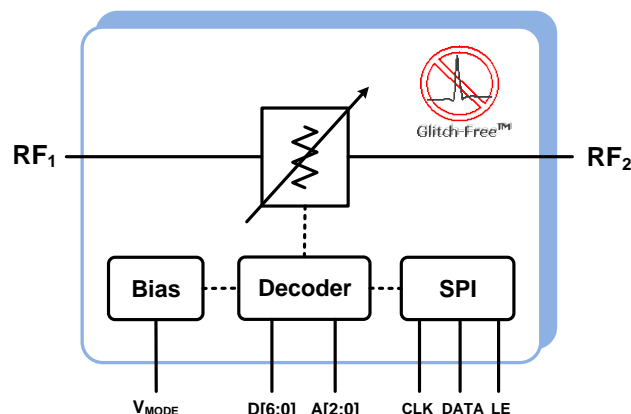 Glitch-Free™
RF₁ RF₂
Bias Decoder SPI
VMODE D[6:0] A[2:0] CLK DATA LE